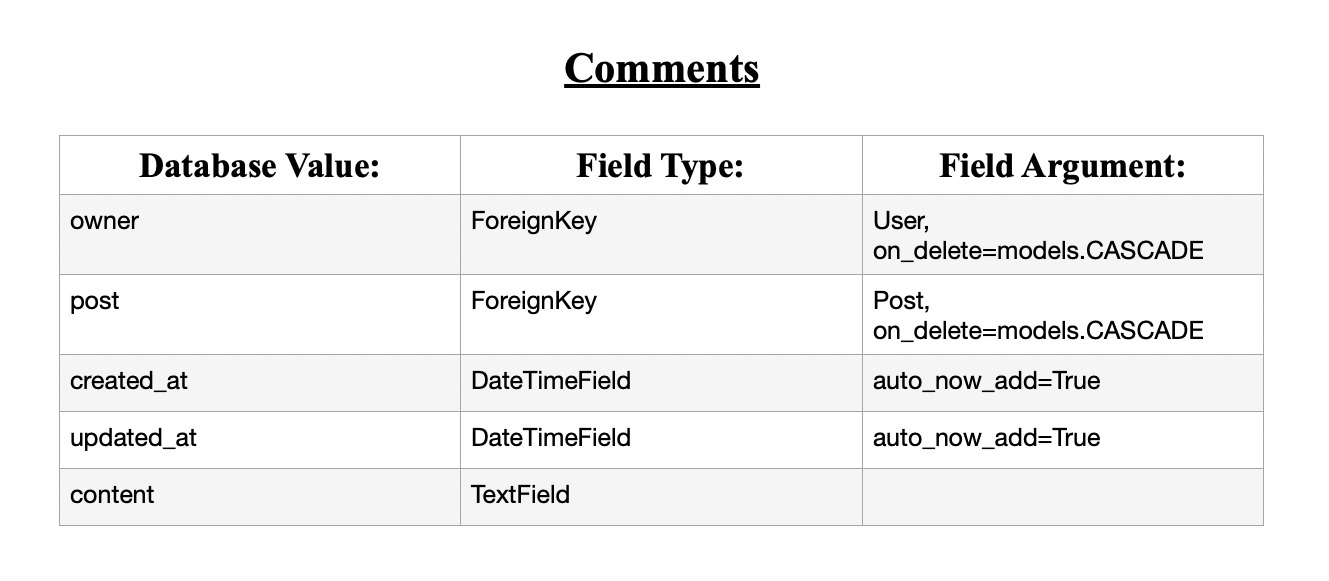 Comments
Database Value: Field Type: Field Argument:
owner ForeignKey User,
on_delete=models.CASCADE
post ForeignKey Post,
on_delete=models.CASCADE
created_at DateTimeField auto_now_add=True
updated_at DateTimeField auto_now_add=True
content TextField